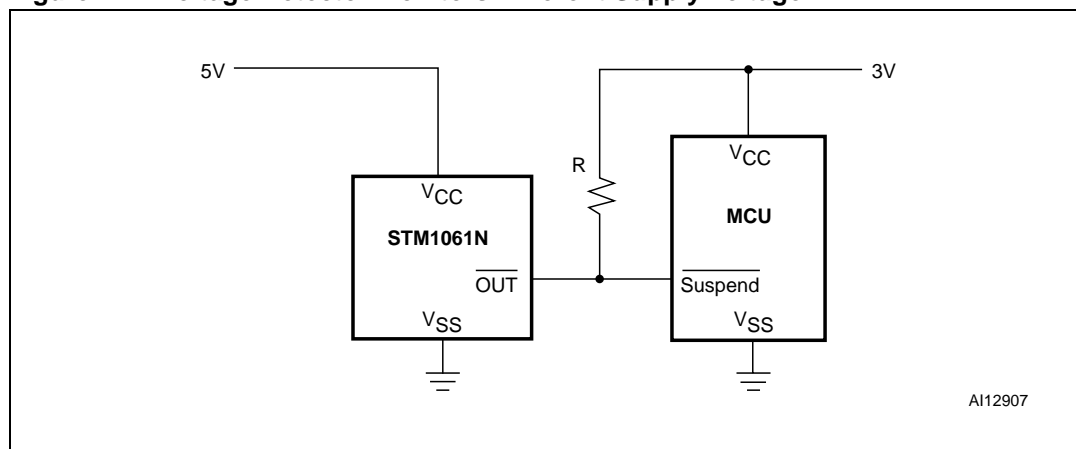 5V
3V
R
VCC
STM1061N
OUT
VSS
VCC
MCU
Suspend
VSS
AI12907